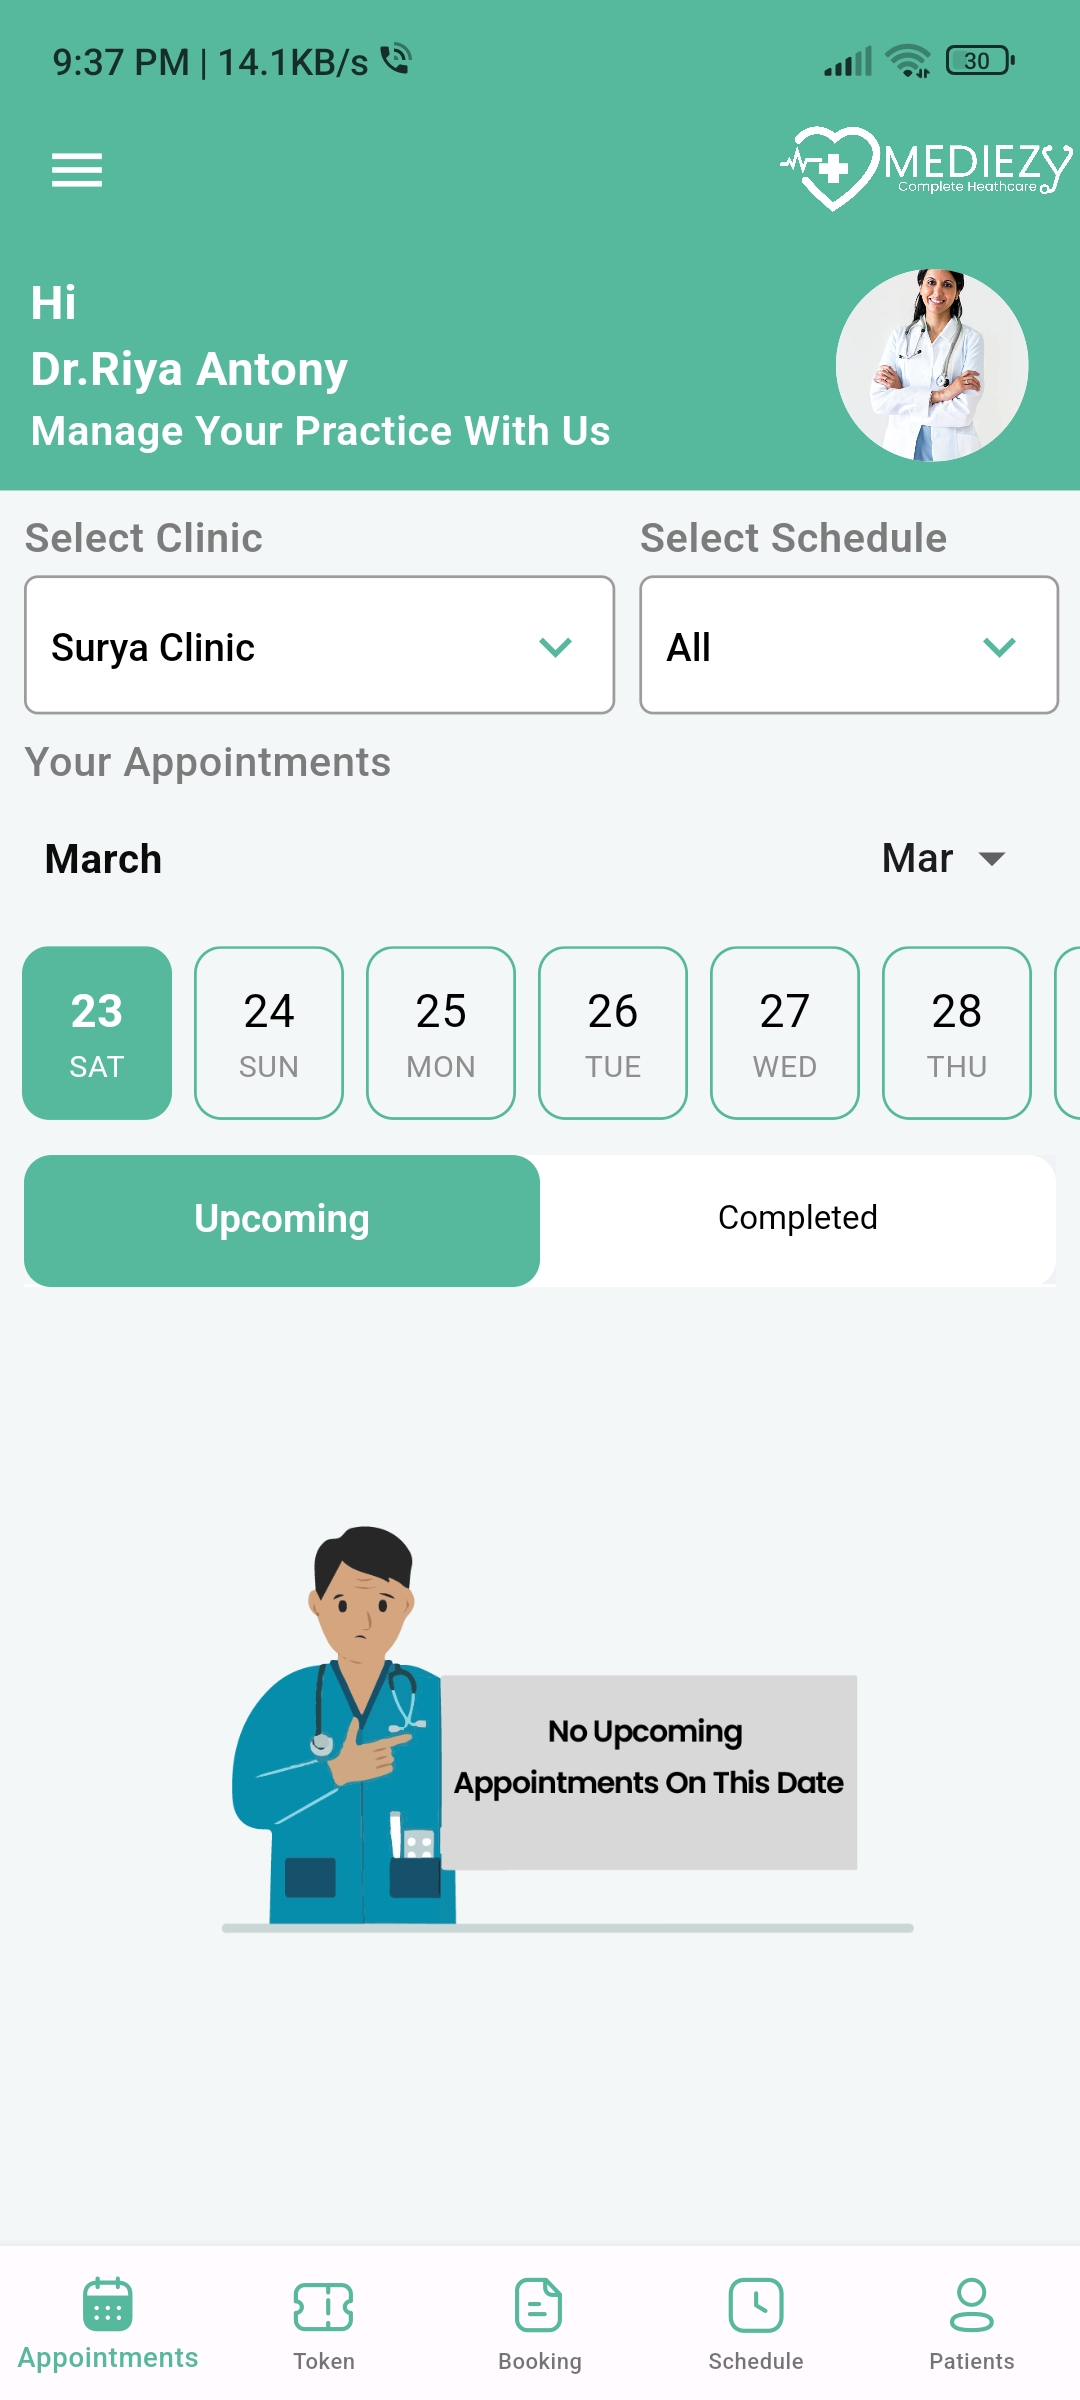 9:37 PM | 14.1KB/s
30
MEDIEZY
Complete Heathcare
Hi
Dr.Riya Antony
Manage Your Practice With Us
Select Clinic
Select Schedule
Surya Clinic
All
Your Appointments
March
Mar
23 24 25 26 27 28
SAT SUN MON TUE WED THU
Upcoming
Completed
No Upcoming
Appointments On This Date
Appointments
Token
Booking
Schedule
Patients